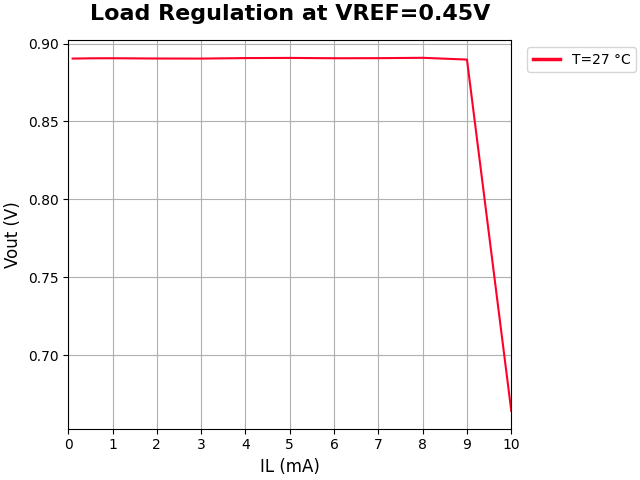 Load Regulation at VREF=0.45V
T=27 °C
Vout (V)
0.90
0.85
0.80
0.75
0.70
0 1 2 3 4 5 6 7 8 9 10
IL (mA)